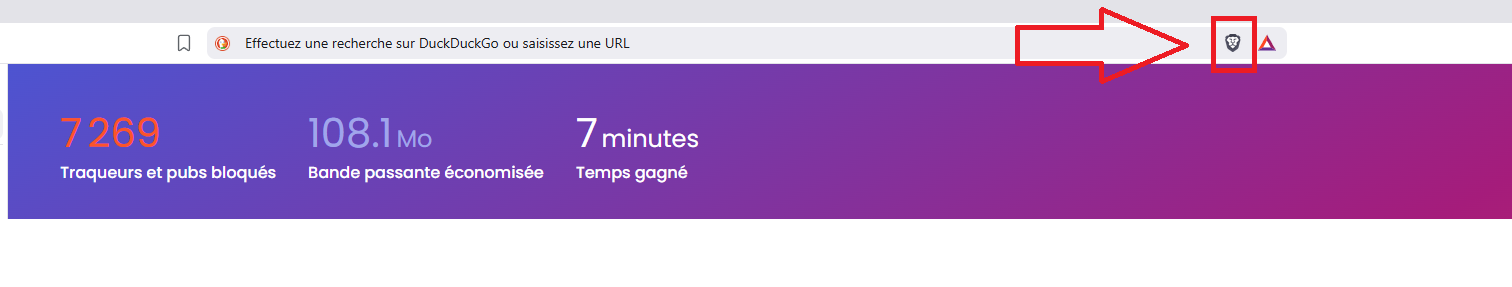 Effectuez une recherche sur DuckDuckGo ou saisissez une URL
7 269 108.1 Mo 7 minutes
Traqueurs et pubs bloqués Bande passante économisée Temps gagné